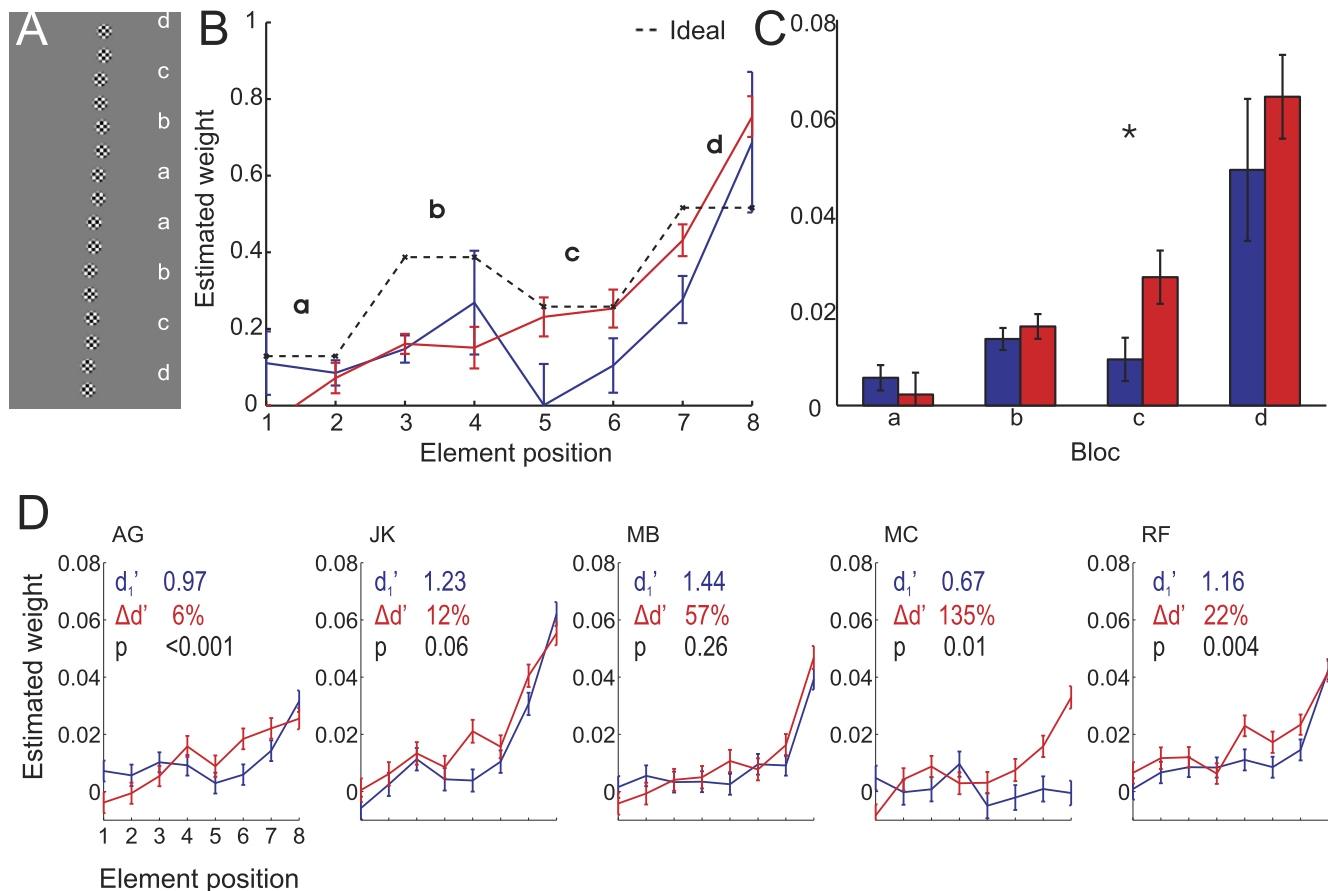 A
d
c
b
a
a
b
c
d
B
-- Ideal
Estimated weight
1
0.8
0.6
0.4
0.2
0
a
b
c
d
1 2 3 4 5 6 7 8
Element position
C
0.08
0.06
0.04
0.02
0
*
a b c d
Bloc
D
Estimated weight
AG
0.08
0.06
0.04
0.02
0
d₁’ 0.97
Δd’ 6%
p <0.001
1 2 3 4 5 6 7 8
Element position
JK
0.08
0.06
0.04
0.02
0
d₁’ 1.23
Δd’ 12%
p 0.06
MB
0.08
0.06
0.04
0.02
0
d₁’ 1.44
Δd’ 57%
p 0.26
MC
0.08
0.06
0.04
0.02
0
d₁’ 0.67
Δd’ 135%
p 0.01
RF
0.08
0.06
0.04
0.02
0
d₁’ 1.16
Δd’ 22%
p 0.004